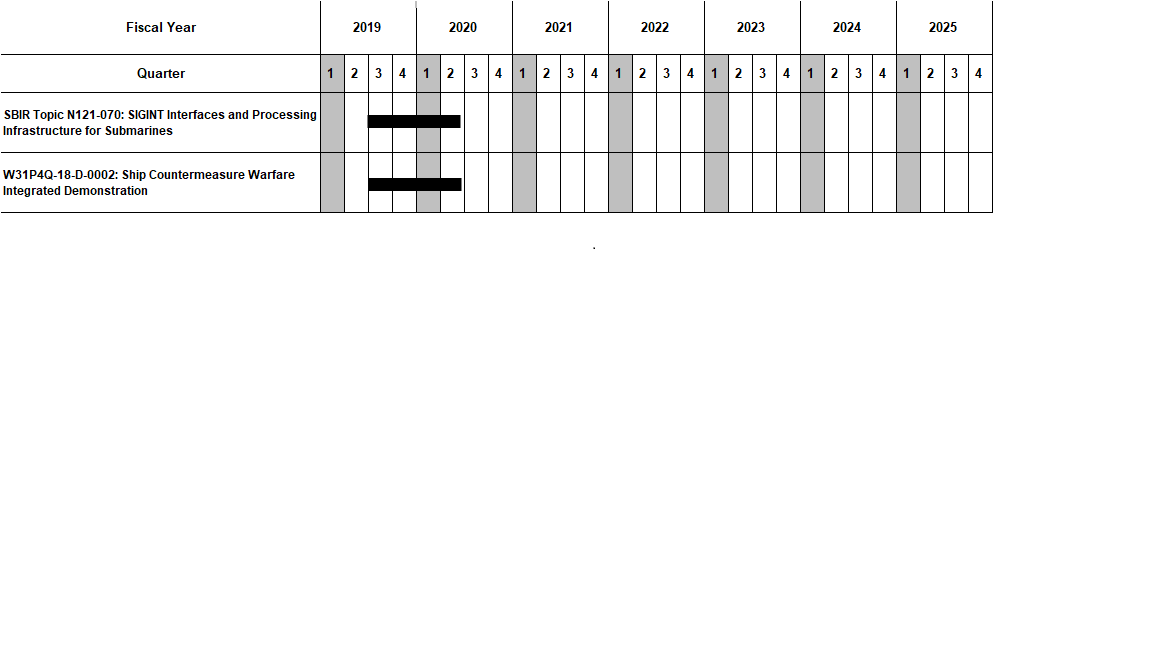 Fiscal Year 2019 2020 2021 2022 2023 2024 2025
Quarter 1 2 3 4 1 2 3 4 1 2 3 4 1 2 3 4 1 2 3 4 1 2 3 4 1 2 3 4
SBIR Topic N121-070: SIGINT Interfaces and Processing
Infrastructure for Submarines
W31P4Q-18-D-0002: Ship Countermeasure Warfare
Integrated Demonstration
.